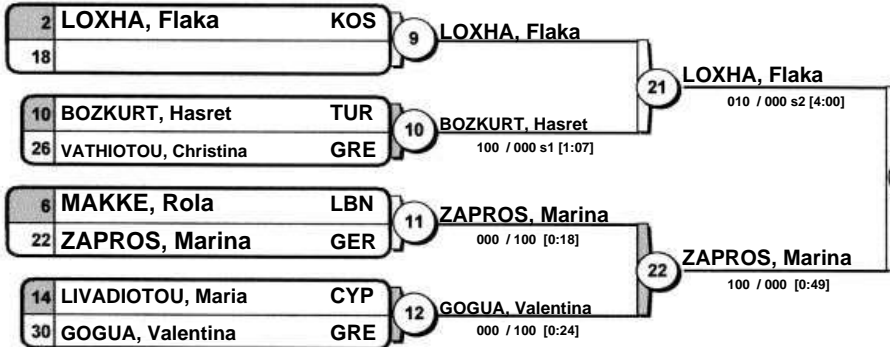 2 LOXHA, Flaka KOS
18
9
LOXHA, Flaka
10 BOZKURT, Hasret TUR
26 VATHIOTOU, Christina GRE
10
BOZKURT, Hasret
100 / 000 s1 [1:07]
21
LOXHA, Flaka
010 / 000 s2 [4:00]
6 MAKKE, Rola LBN
22 ZAPROS, Marina GER
11
ZAPROS, Marina
000 / 100 [0:18]
14 LIVADIOTOU, Maria CYP
30 GOGUA, Valentina GRE
12
GOGUA, Valentina
000 / 100 [0:24]
22
ZAPROS, Marina
100 / 000 [0:49]